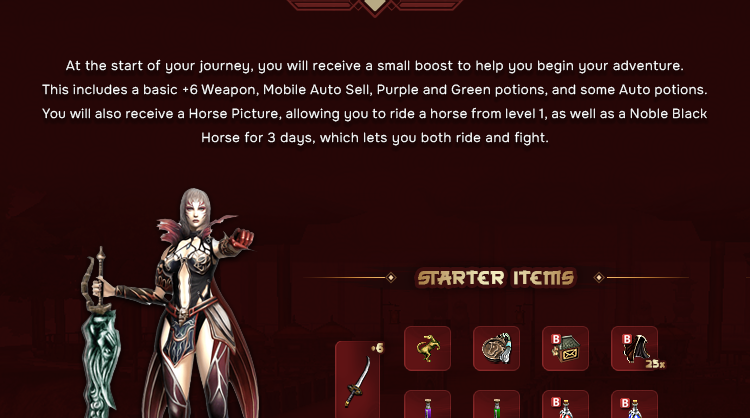 At the start of your journey, you will receive a small boost to help you begin your adventure.
This includes a basic +6 Weapon, Mobile Auto Sell, Purple and Green potions, and some Auto potions.
You will also receive a Horse Picture, allowing you to ride a horse from level 1, as well as a Noble Black
Horse for 3 days, which lets you both ride and fight.
STARTER ITEMS
+6
B
B
25x
B
B